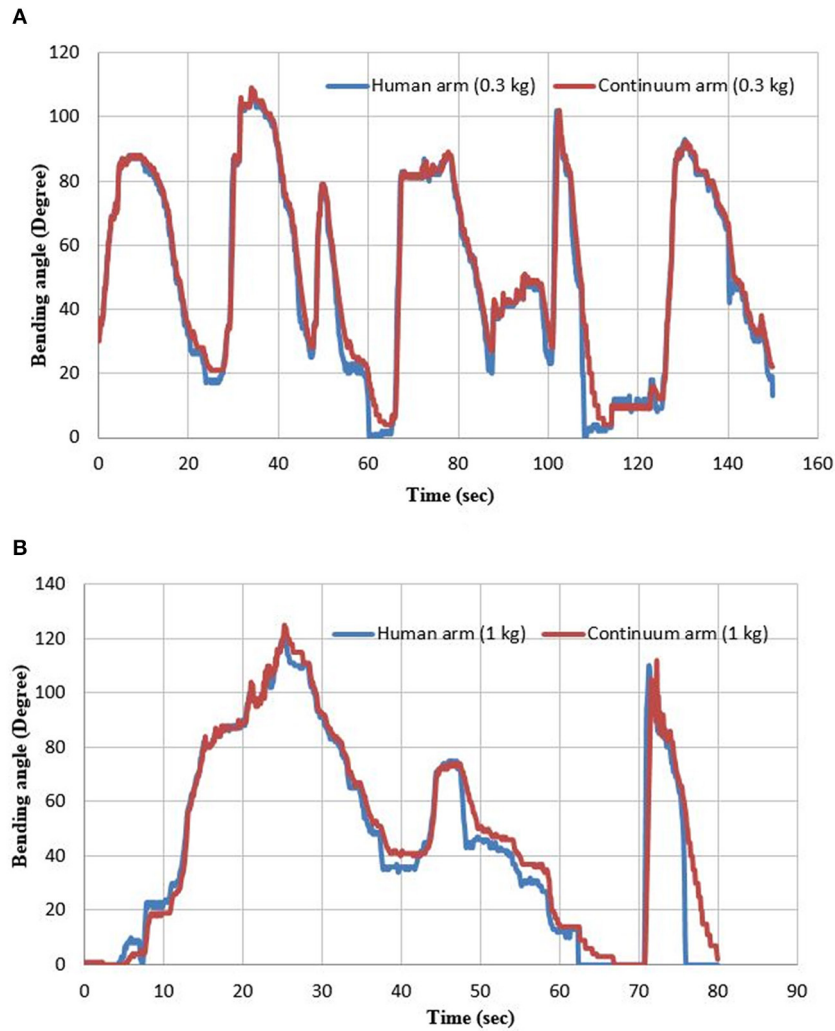 A
120
100
80
60
40
20
0
Bending angle (Degree)
Human arm (0.3 kg) Continuum arm (0.3 kg)
0 20 40 60 80 100 120 140 160
Time (sec)
B
140
120
100
80
60
40
20
0
Bending angle (Degree)
Human arm (1 kg) Continuum arm (1 kg)
0 10 20 30 40 50 60 70 80 90
Time (sec)